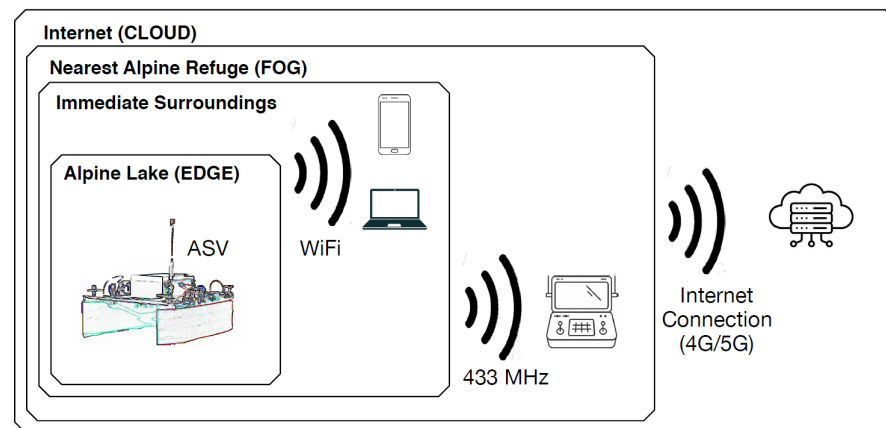 Internet (CLOUD)
Nearest Alpine Refuge (FOG)
Immediate Surroundings
Alpine Lake (EDGE)
ASV
WiFi
433 MHz
Internet
Connection
(4G/5G)